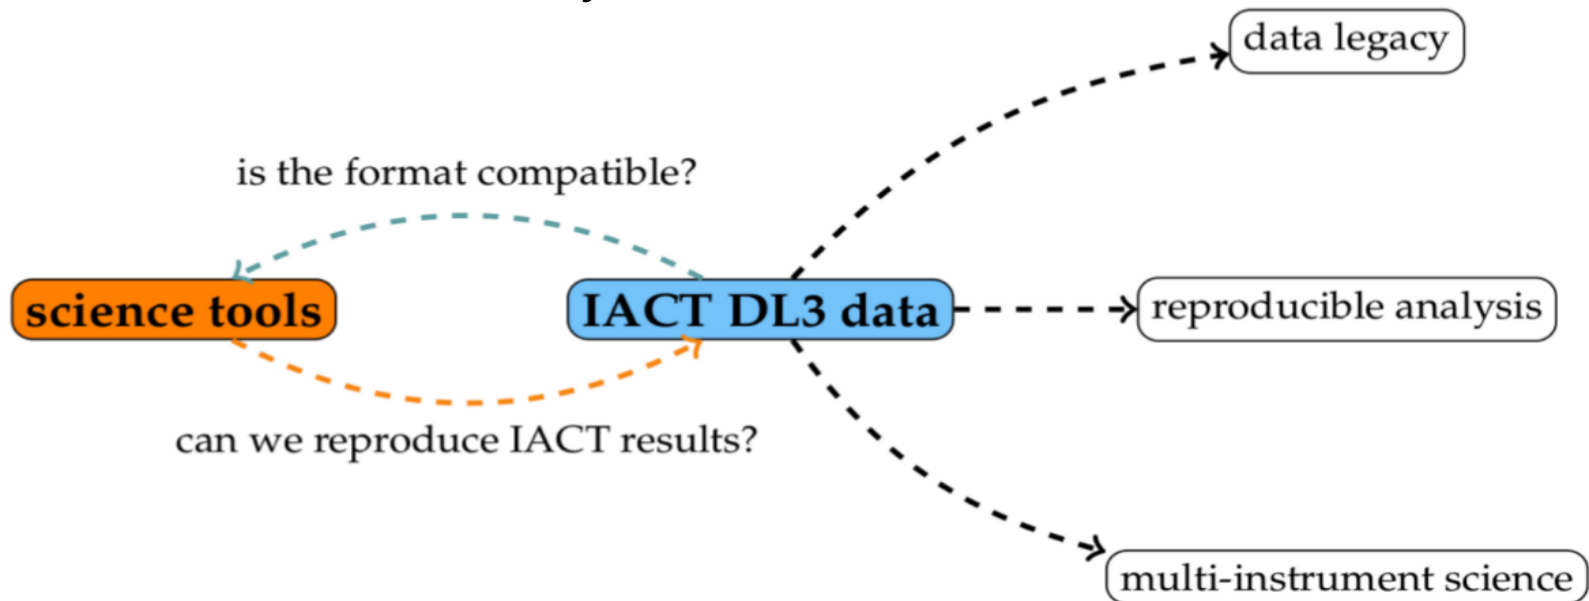 data legacy
is the format compatible?
science tools
IACT DL3 data
reproducible analysis
can we reproduce IACT results?
multi-instrument science